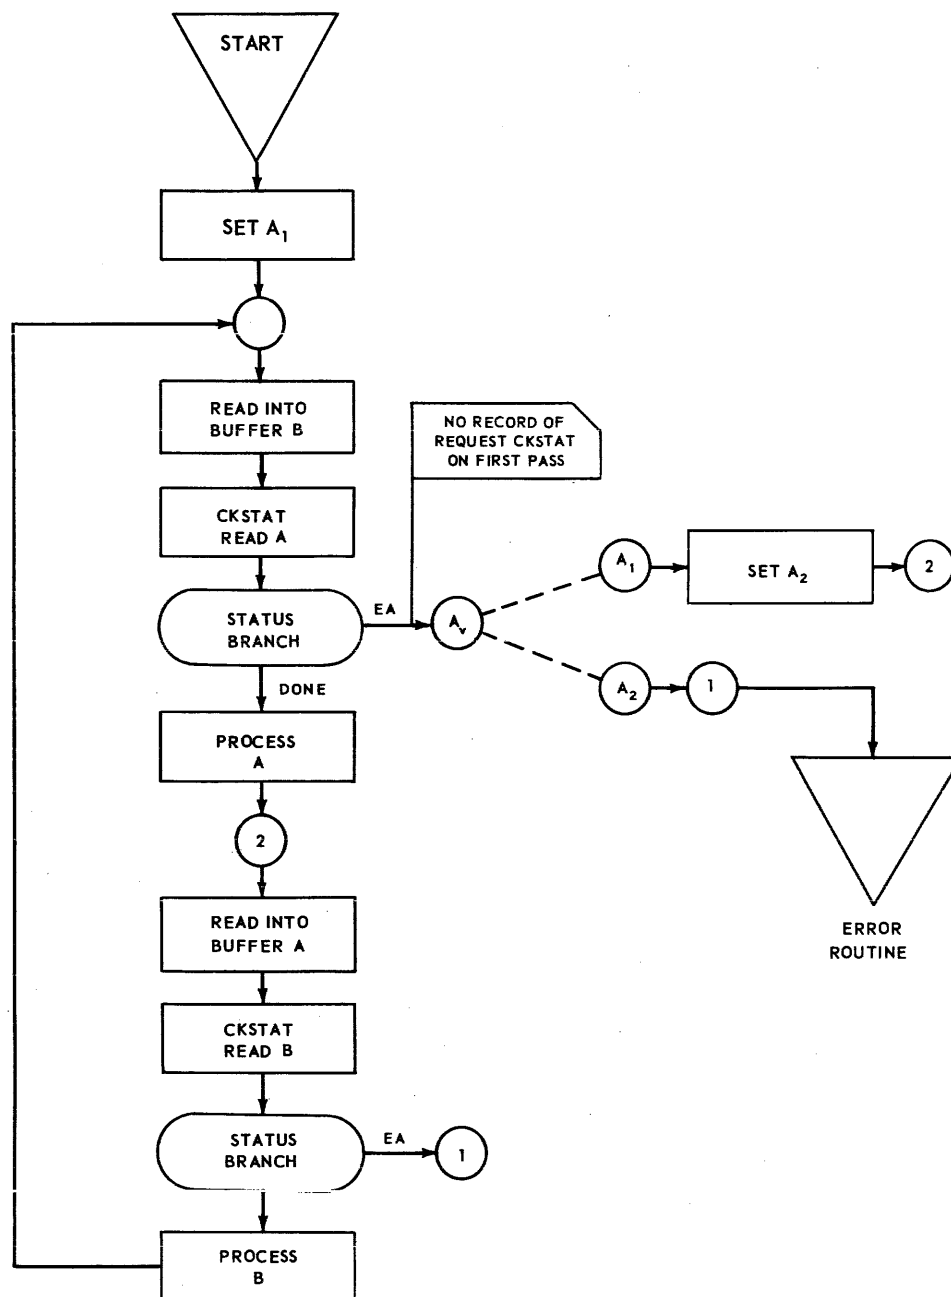 START
SET A₁
READ INTO
BUFFER B
NO RECORD OF
REQUEST CKSTAT
ON FIRST PASS
CKSTAT
READ A
A₁
SET A₂
2
STATUS
BRANCH
EA
Aᵥ
DONE
A₂
1
PROCESS
A
2
READ INTO
BUFFER A
ERROR
ROUTINE
CKSTAT
READ B
STATUS
BRANCH
EA
1
PROCESS
B